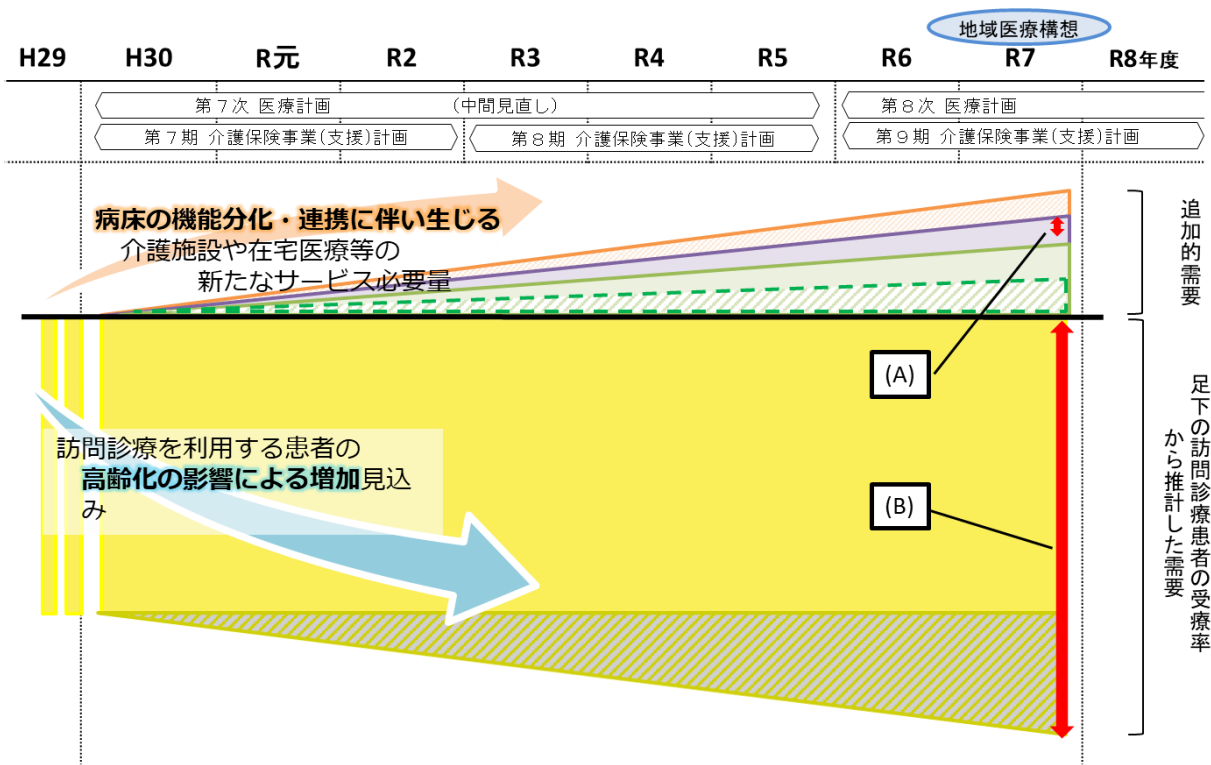 地域医療構想
H29 H30 R元 R2 R3 R4 R5 R6 R7 R8年度
第７次 医療計画 (中間見直し) 第８次 医療計画
第７期 介護保険事業(支援)計画 第８期 介護保険事業(支援)計画 第９期 介護保険事業(支援)計画
病床の機能分化・連携に伴い生じる
介護施設や在宅医療等の
新たなサービス必要量
追加的需要
(A)
訪問診療を利用する患者の
高齢化の影響による増加見込
み
(B)
足下の訪問診療患者の受療率
から推計した需要